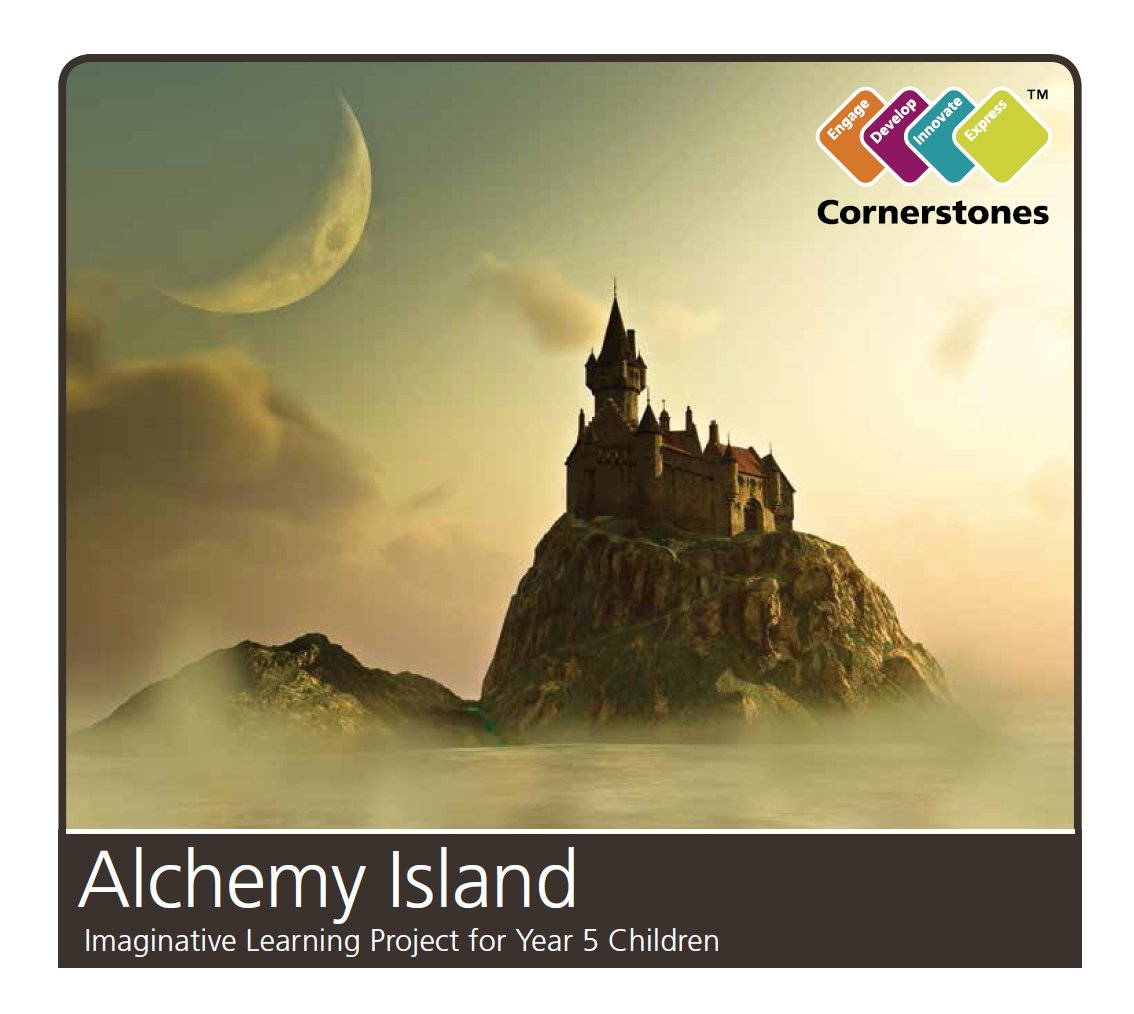 Engage
Develop
Innovate
Express
TM
Cornerstones
Alchemy Island
Imaginative Learning Project for Year 5 Children